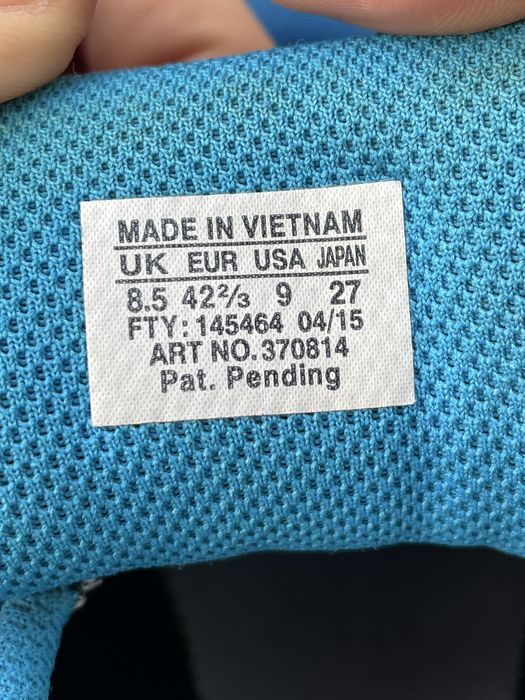 MADE IN VIETNAM
UK EUR USA JAPAN
8.5 42⅔ 9 27
FTY: 145464 04/15
ART NO. 370814
Pat. Pending